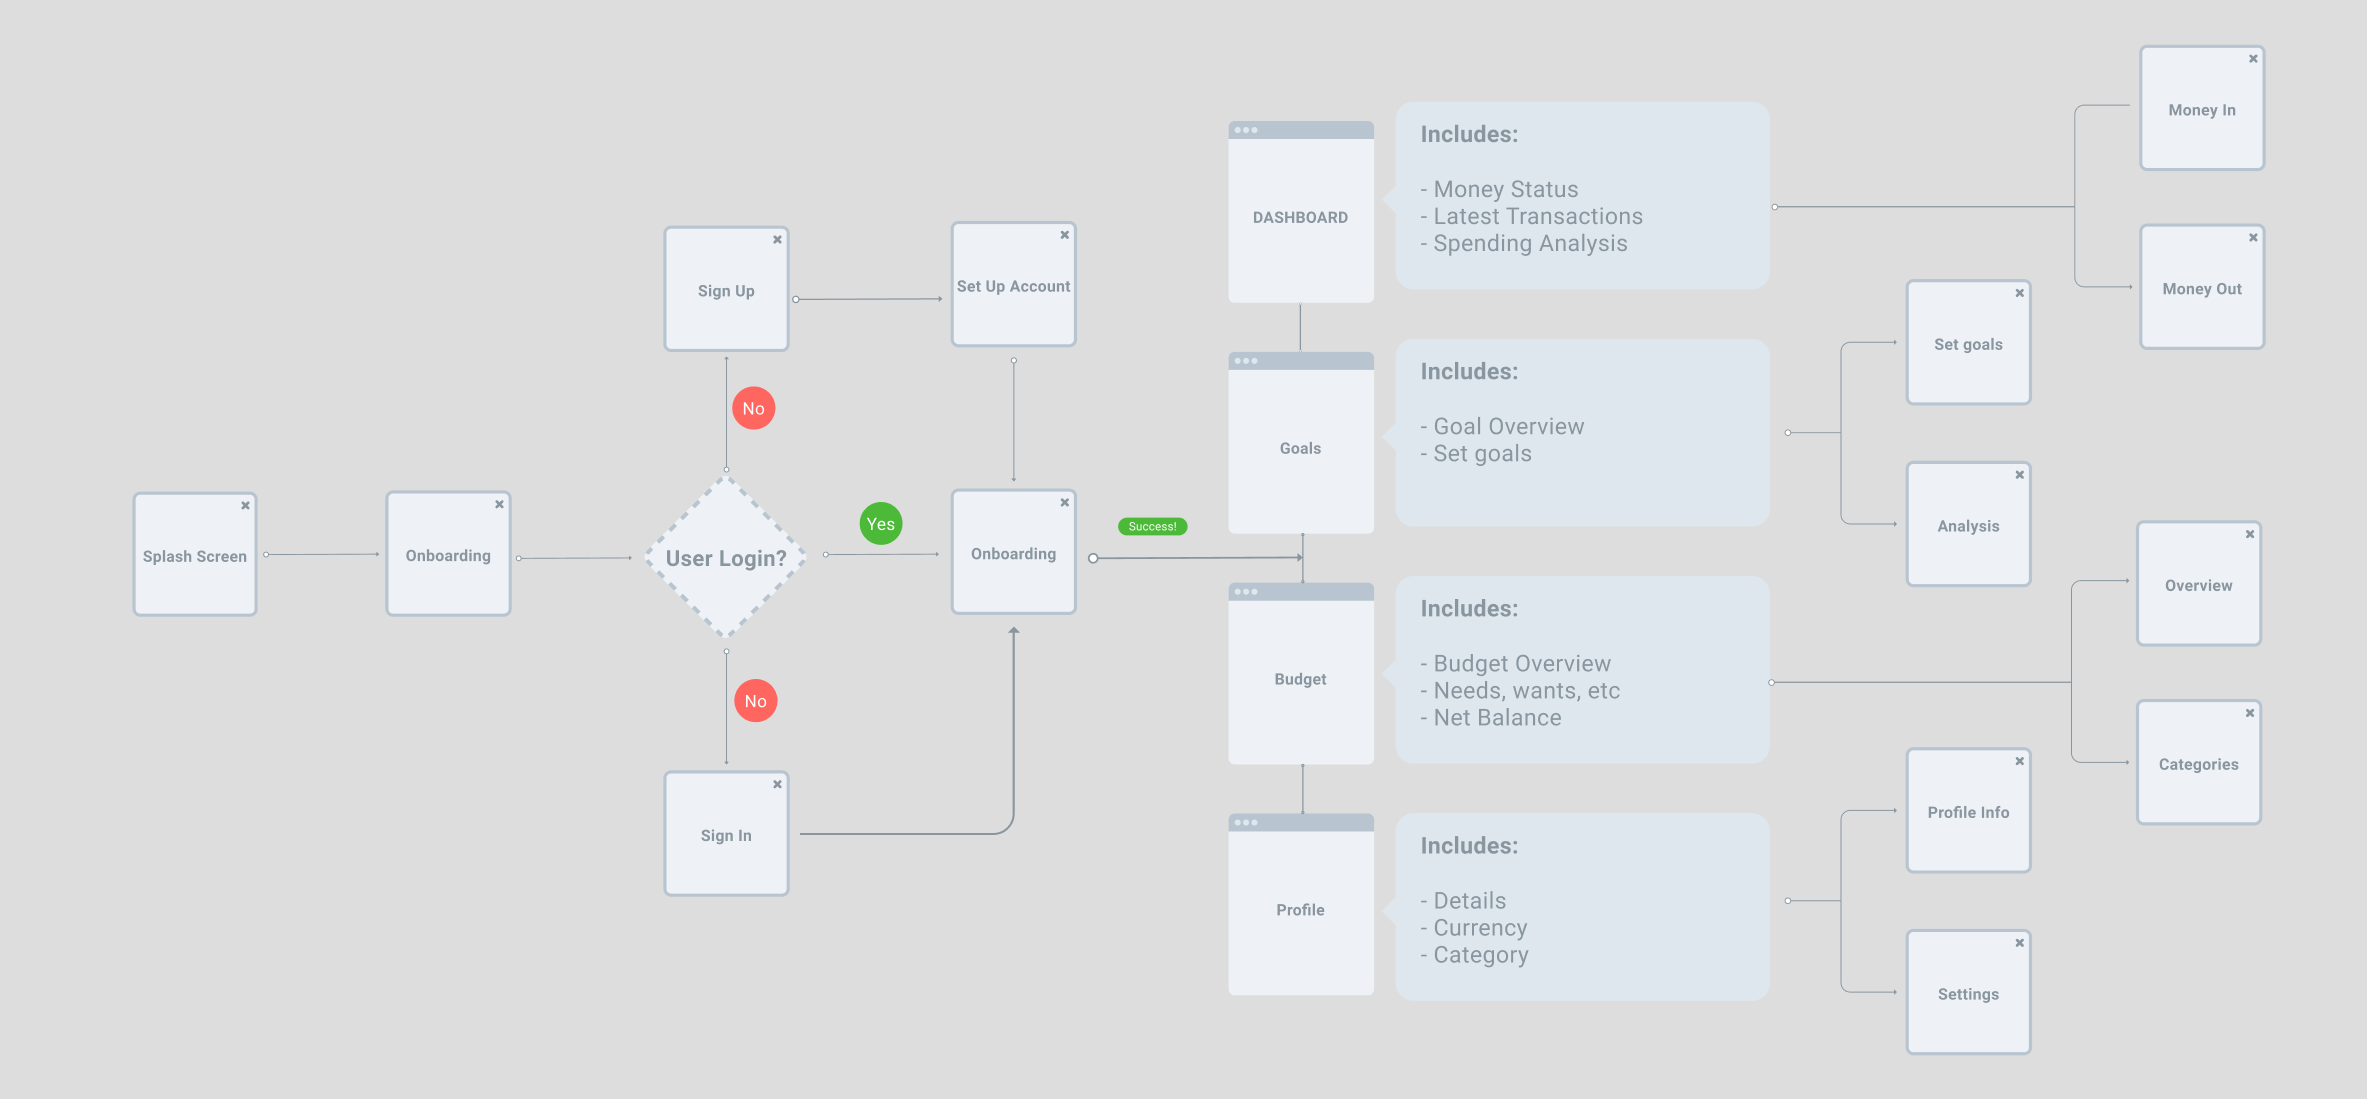 Splash Screen
Onboarding
User Login?
No
Sign Up
Set Up Account
Yes
Onboarding
No
Sign In
Success!
DASHBOARD
Includes:
- Money Status
- Latest Transactions
- Spending Analysis
Money In
Money Out
Goals
Includes:
- Goal Overview
- Set goals
Set goals
Analysis
Budget
Includes:
- Budget Overview
- Needs, wants, etc
- Net Balance
Overview
Categories
Profile
Includes:
- Details
- Currency
- Category
Profile Info
Settings